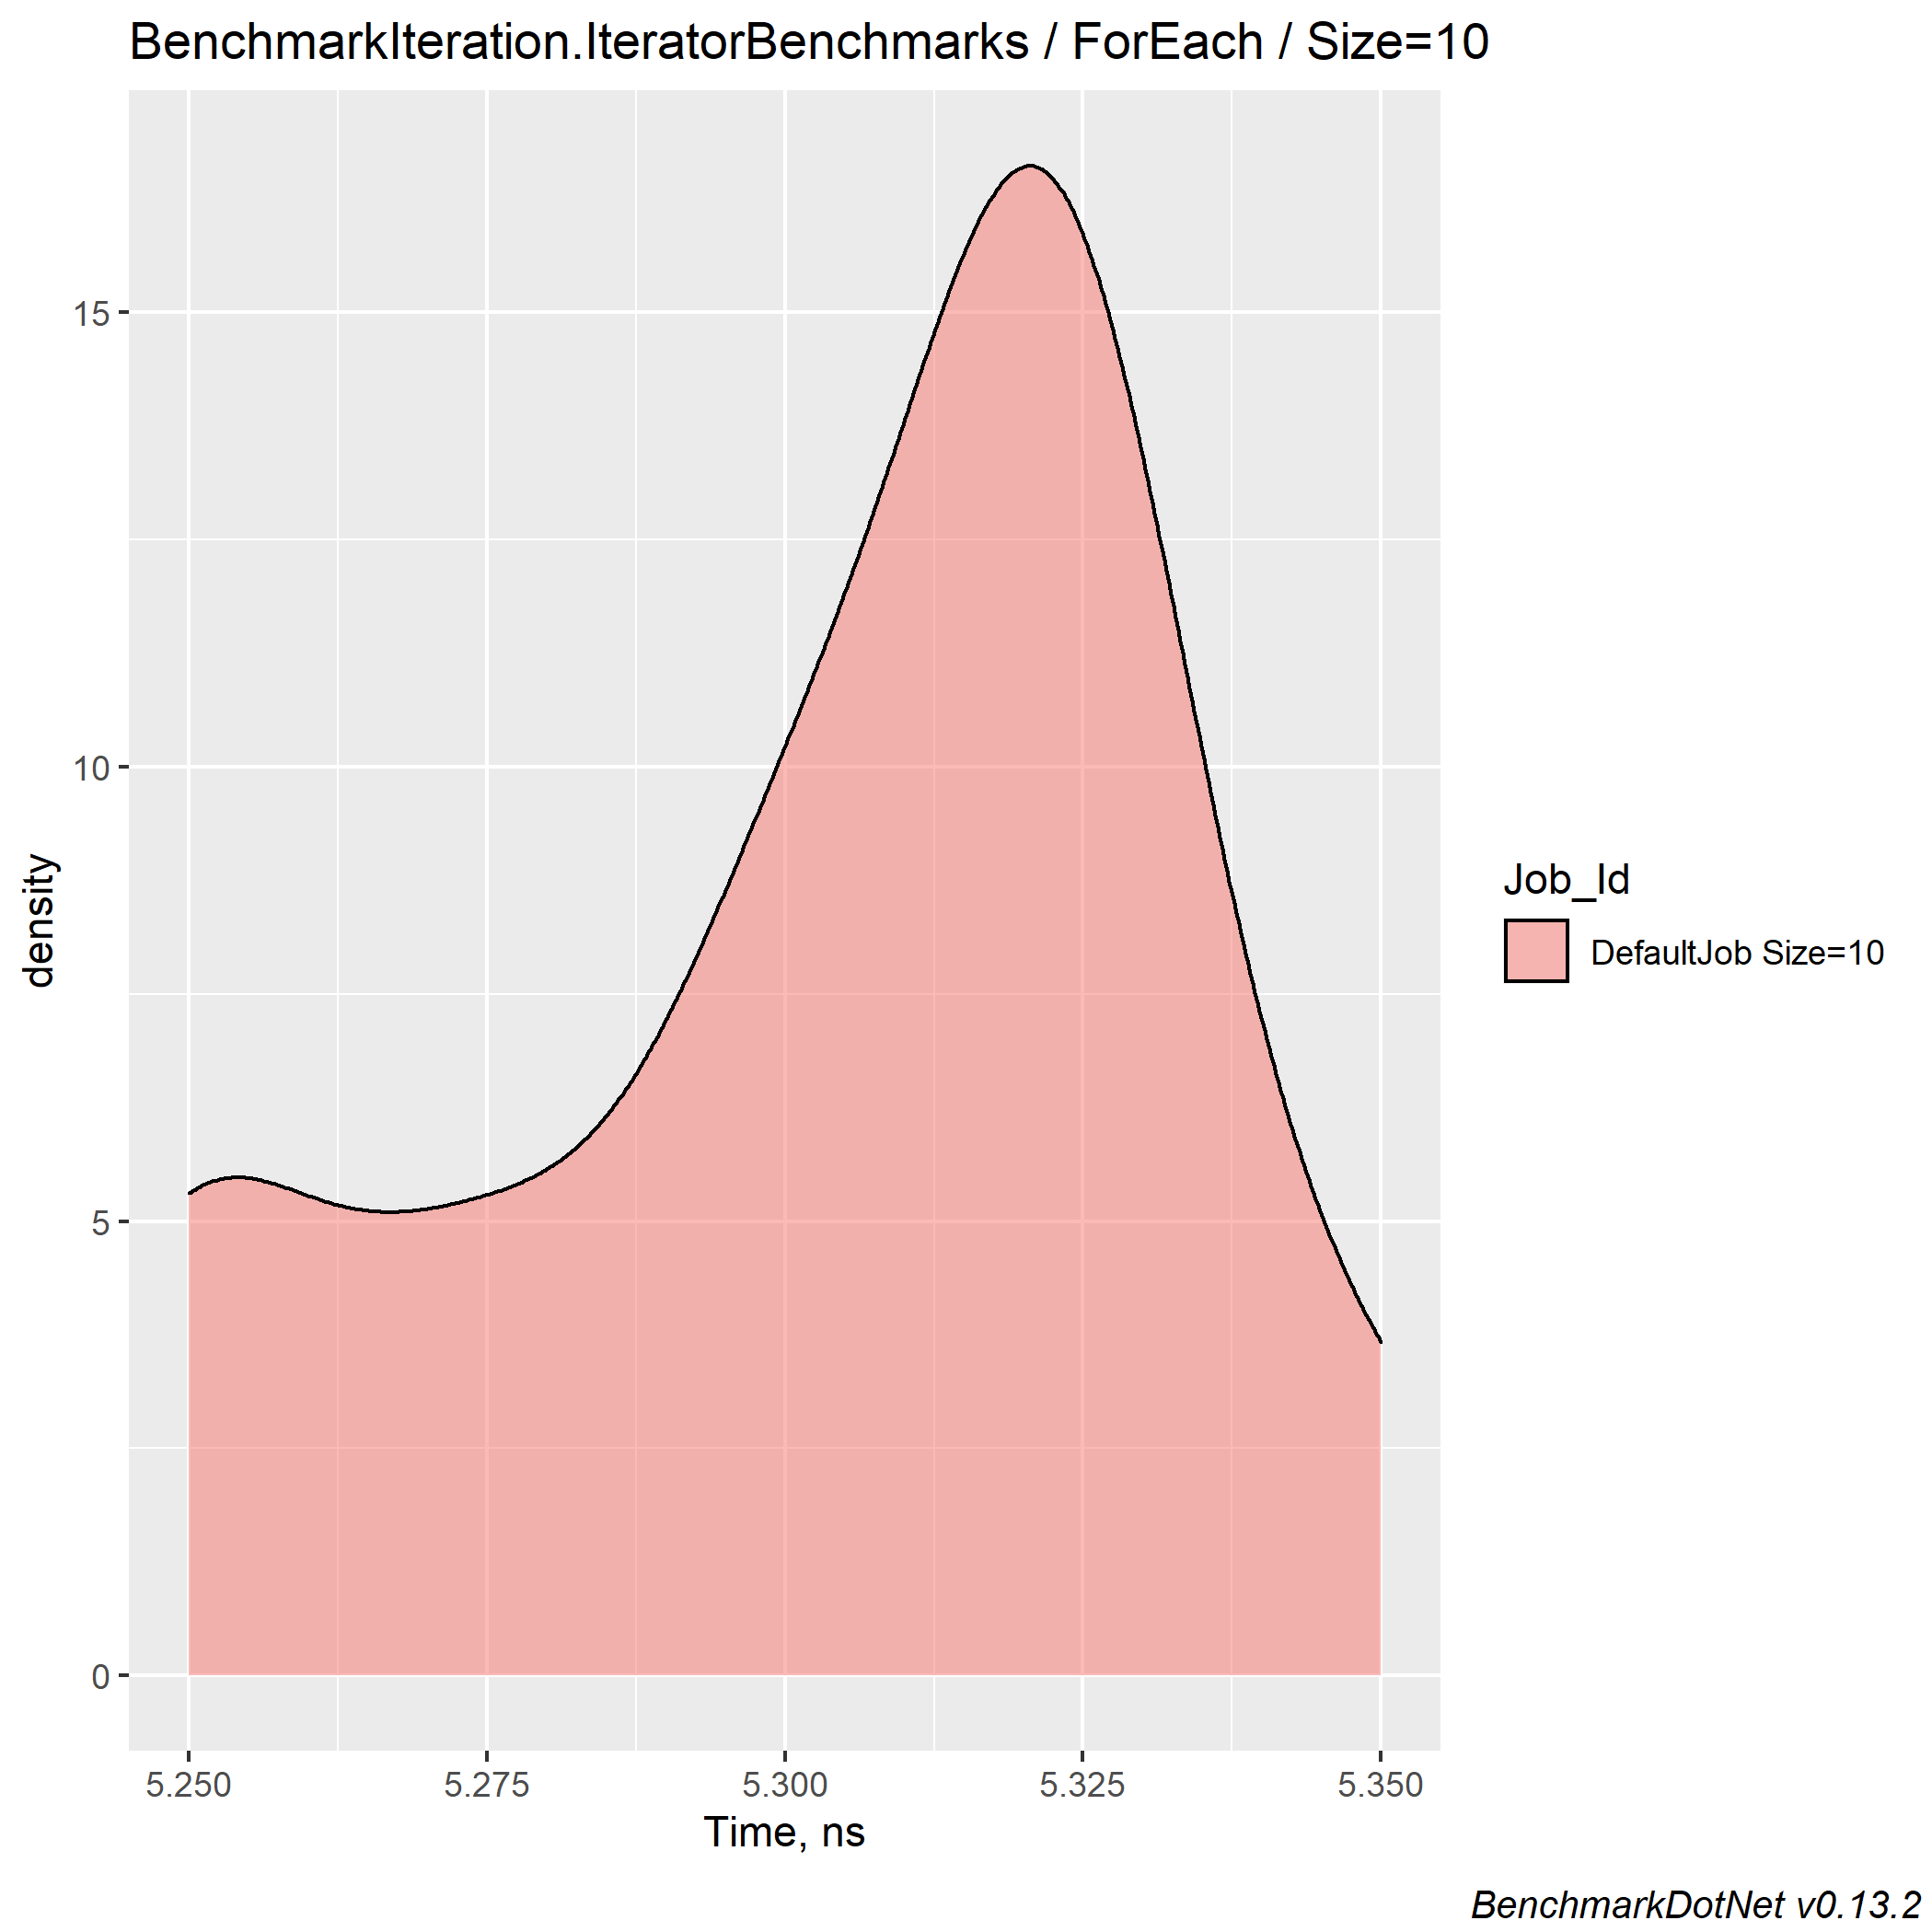 BenchmarkIteration.IteratorBenchmarks / ForEach / Size=10
15
10
5
0
density
5.250 5.275 5.300 5.325 5.350
Time, ns
Job_Id
DefaultJob Size=10
BenchmarkDotNet v0.13.2